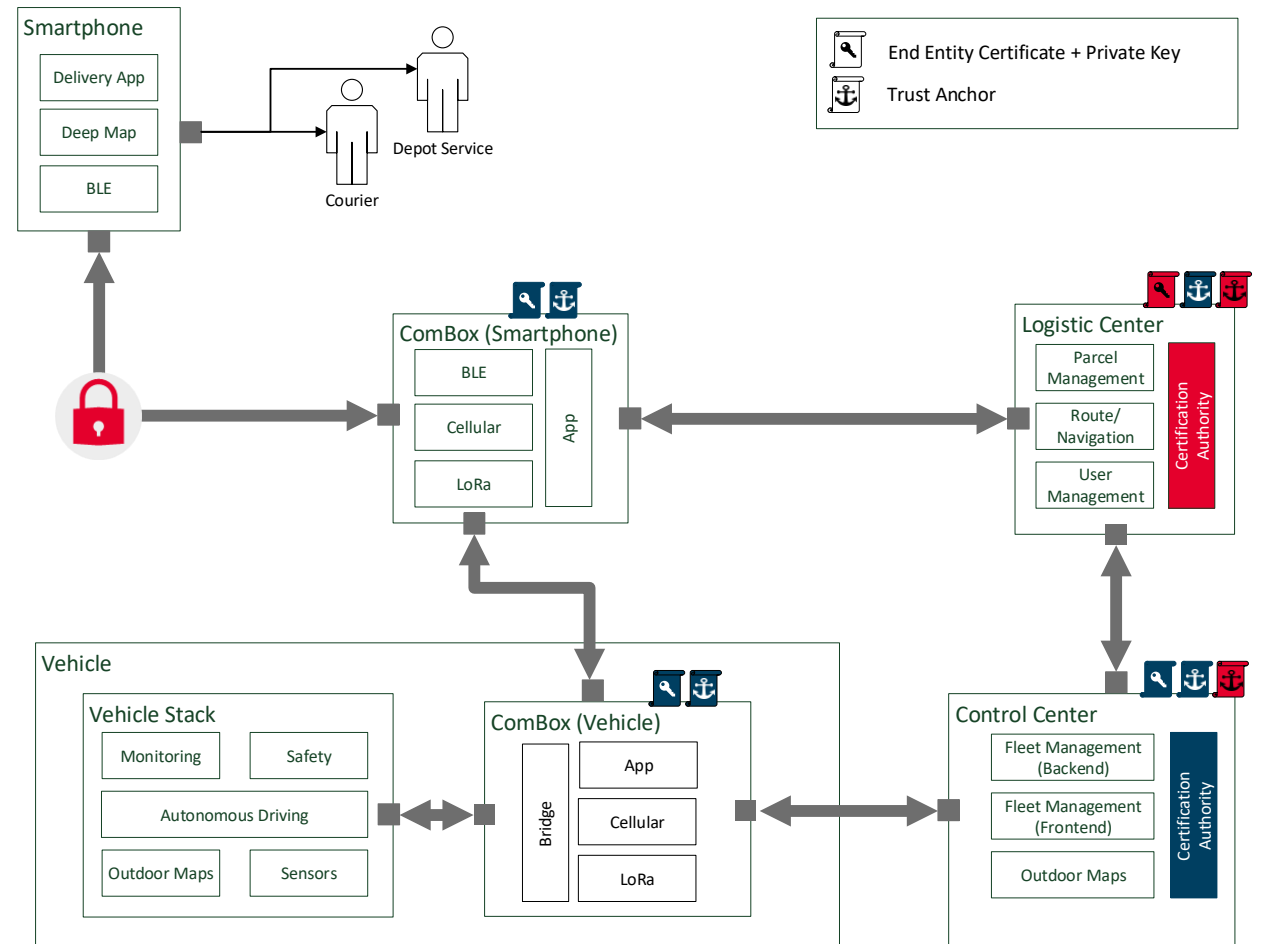 Smartphone
Delivery App
Deep Map
BLE
Depot Service
Courier
End Entity Certificate + Private Key
Trust Anchor
ComBox (Smartphone)
BLE
Cellular
LoRa
App
Logistic Center
Parcel
Management
Route/
Navigation
User
Management
Certification
Authority
Vehicle
Vehicle Stack
Monitoring
Safety
Autonomous Driving
Outdoor Maps
Sensors
ComBox (Vehicle)
Bridge
App
Cellular
LoRa
Control Center
Fleet Management
(Backend)
Fleet Management
(Frontend)
Outdoor Maps
Certification
Authority